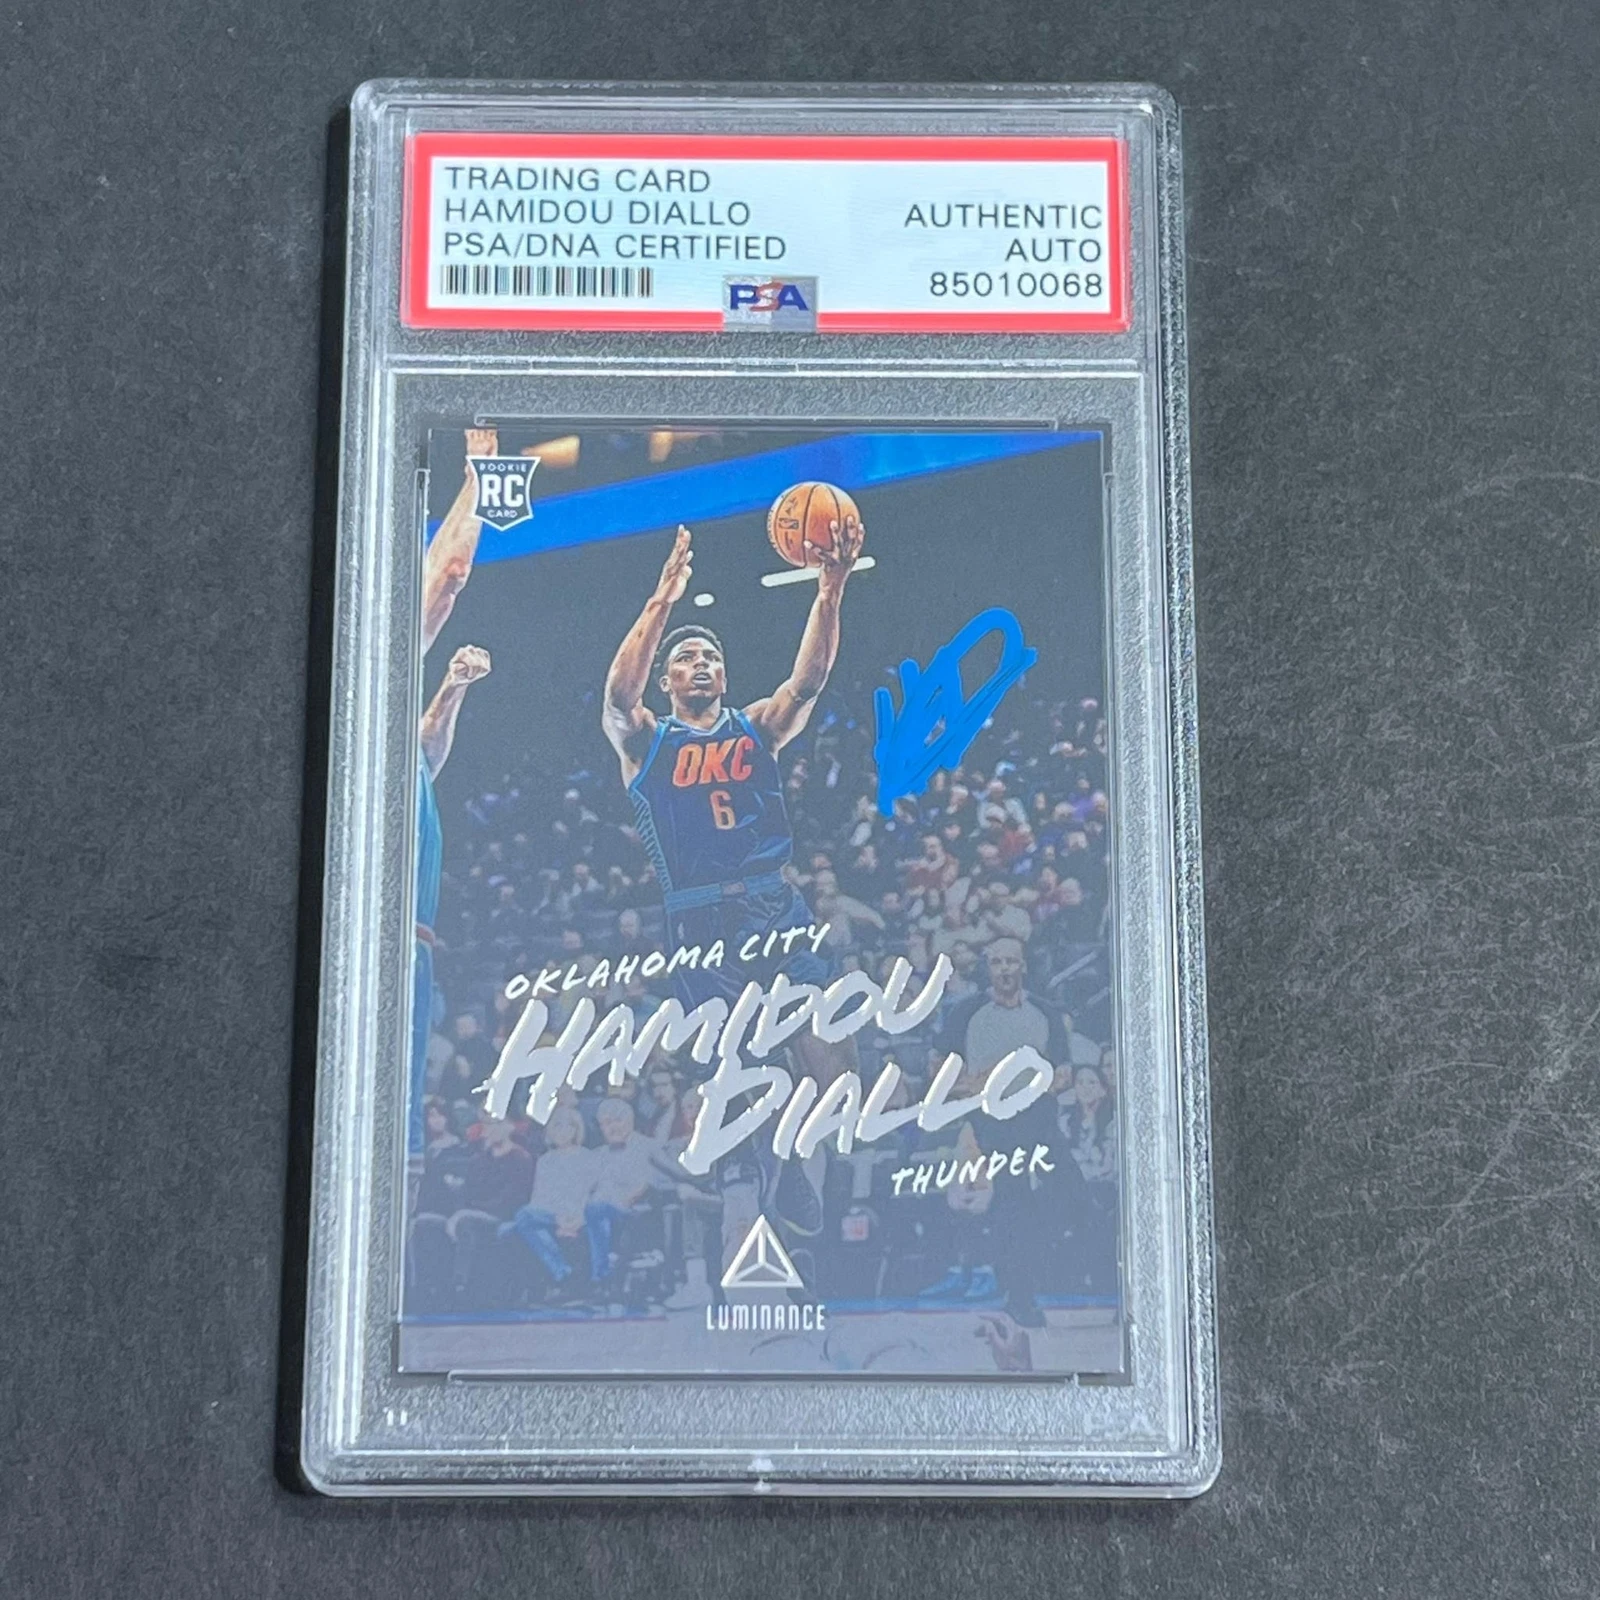 TRADING CARD
HAMIDOU DIALLO
PSA/DNA CERTIFIED
AUTHENTIC
AUTO
85010068
PSA
ROOKIE
RC
CARD
OKC
6
OKLAHOMA CITY
HAMIDOU
DIALLO
THUNDER
LUMINANCE
PSA